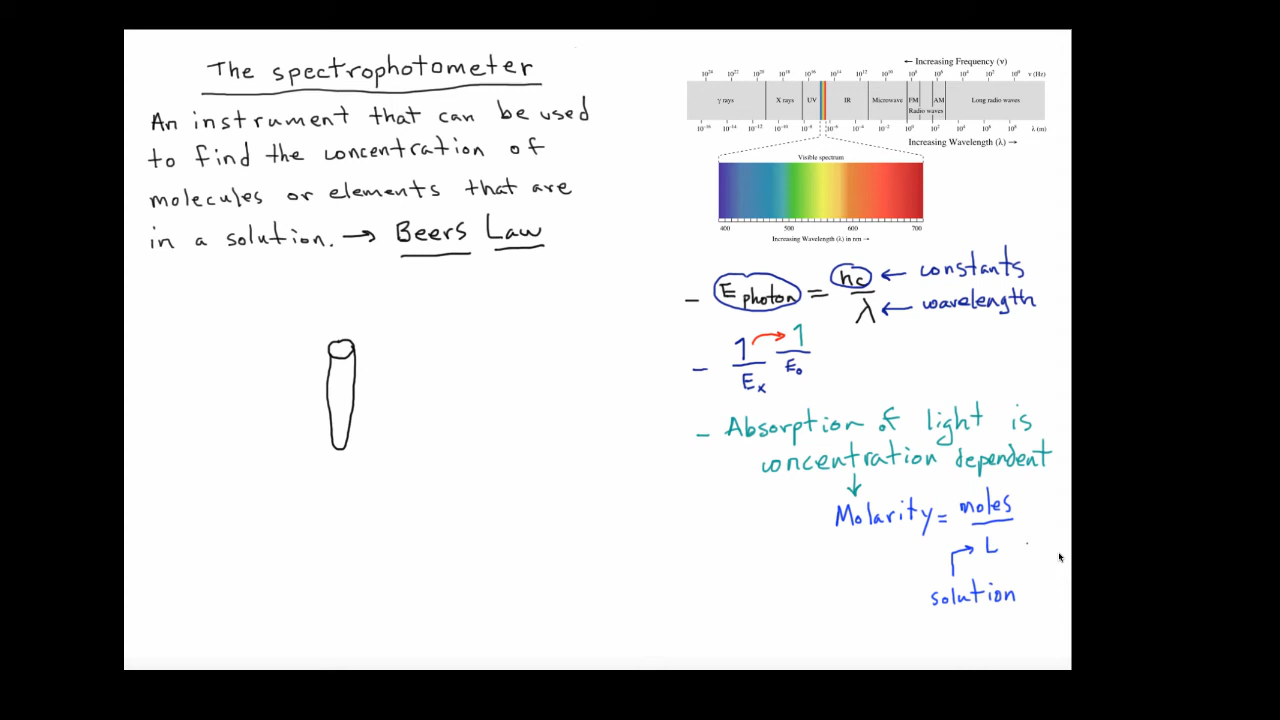 The spectrophotometer
An instrument that can be used
to find the concentration of
molecules or elements that are
in a solution. → Beers Law
← Increasing Frequency (ν)
ν (Hz)
γ rays X rays UV IR Microwave FM AM Long radio waves
Radio waves
λ (m)
Increasing Wavelength (λ) →
Visible spectrum
400 500 600 700
Increasing Wavelength (λ) in nm →
- E photon = hc ← constants
λ ← wavelength
- 1 → 1
Ex Eo
- Absorption of light is
concentration dependent
↓
Molarity = moles
L
solution